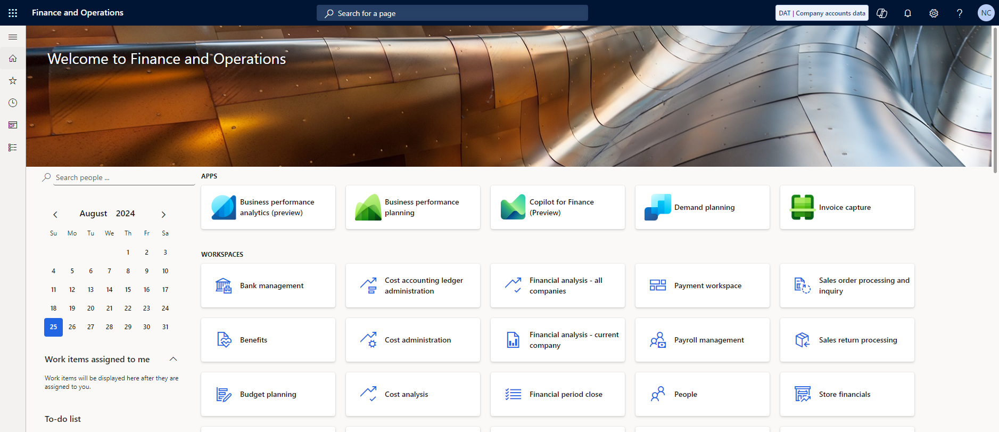 Finance and Operations
Search for a page
DAT | Company accounts data
NC
Welcome to Finance and Operations
Search people ...
August 2024
Su Mo Tu We Th Fr Sa
1 2 3
4 5 6 7 8 9 10
11 12 13 14 15 16 17
18 19 20 21 22 23 24
25 26 27 28 29 30 31
Work items assigned to me
Work items will be displayed here after they are
assigned to you.
To-do list
APPS
Business performance
analytics (preview)
Business performance
planning
Copilot for Finance
(Preview)
Demand planning
Invoice capture
WORKSPACES
Bank management
Cost accounting ledger
administration
Financial analysis - all
companies
Payment workspace
Sales order processing and
inquiry
Benefits
Cost administration
Financial analysis - current
company
Payroll management
Sales return processing
Budget planning
Cost analysis
Financial period close
People
Store financials